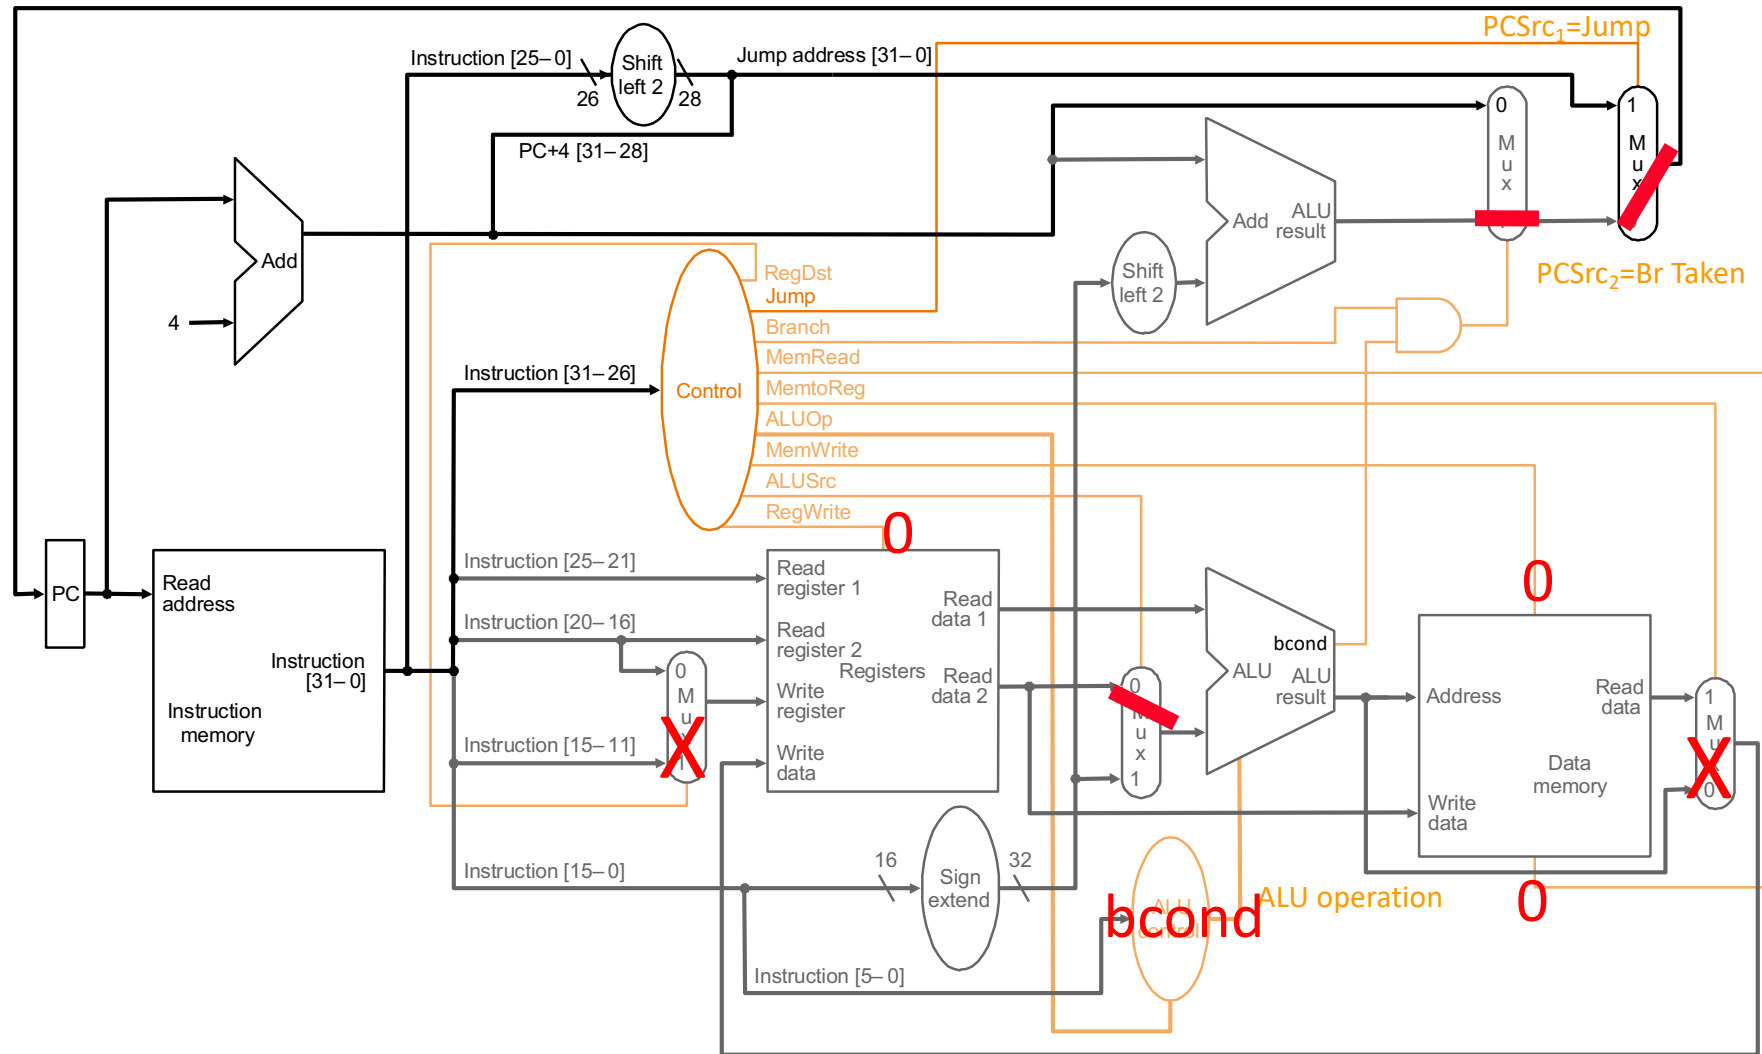 PCSrc1=Jump
Instruction [25–0]
Shift
left 2
Jump address [31–0]
26
28
PC+4 [31–28]
0
M
u
x
1
M
u
x
Add
ALU
result
Add
4
Shift
left 2
PCSrc2=Br Taken
RegDst
Jump
Branch
MemRead
MemtoReg
ALUOp
MemWrite
ALUSrc
RegWrite
Instruction [31–26]
Control
0
PC
Read
address
Instruction
[31–0]
Instruction
memory
Instruction [25–21]
Instruction [20–16]
Instruction [15–11]
Instruction [15–0]
0
M
u
Read
register 1
Read
register 2
Registers
Write
register
Write
data
Read
data 1
Read
data 2
0
M
u
x
1
bcond
ALU
ALU
result
0
Address
Read
data
Data
memory
Write
data
1
M
u
0
X
X
16
Sign
extend
32
ALU
control
bcond
ALU operation
0
Instruction [5–0]